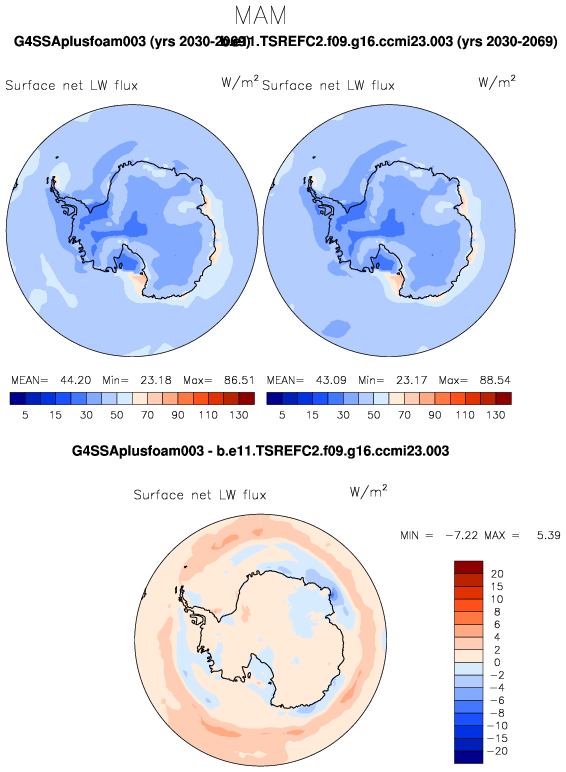 MAM
G4SSAplusfoam003 (yrs 2030-2069) b.e11.TSREFC2.f09.g16.ccmi23.003 (yrs 2030-2069)
Surface net LW flux W/m² Surface net LW flux W/m²
MEAN= 44.20 Min= 23.18 Max= 86.51 MEAN= 43.09 Min= 23.17 Max= 88.54
5 15 30 50 70 90 110 130 5 15 30 50 70 90 110 130
G4SSAplusfoam003 - b.e11.TSREFC2.f09.g16.ccmi23.003
Surface net LW flux W/m²
MIN = -7.22 MAX = 5.39
20
15
10
8
6
4
2
0
-2
-4
-6
-8
-10
-15
-20